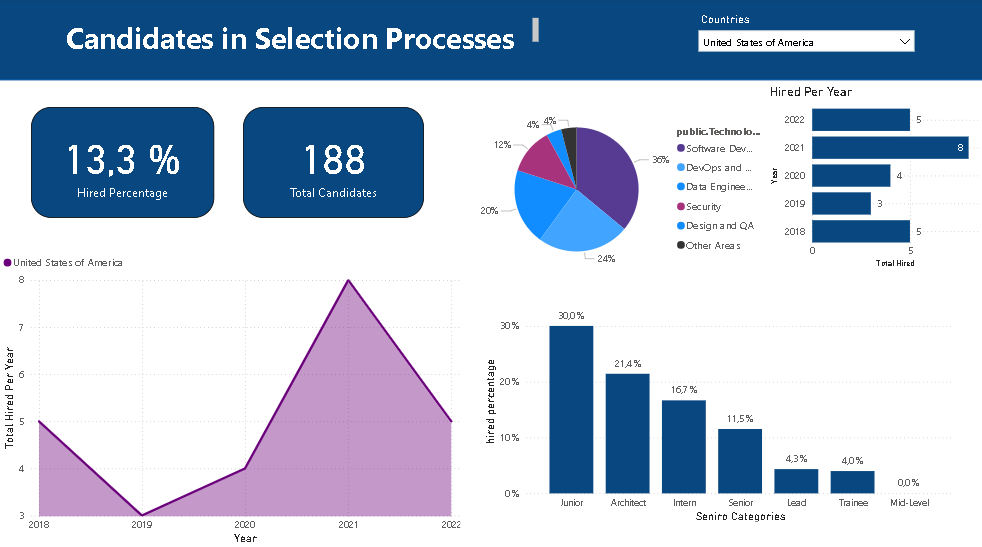 Candidates in Selection Processes
Countries
United States of America
13,3 %
Hired Percentage
188
Total Candidates
4%
4%
12%
20%
24%
36%
public.Technolo...
Software Dev...
DevOps and ...
Data Enginee...
Security
Design and QA
Other Areas
Hired Per Year
Year
2022
5
2021
8
2020
4
2019
3
2018
5
0
5
Total Hired
United States of America
Total Hired Per Year
8
7
6
5
4
3
2018
2019
2020
2021
2022
Year
hired percentage
30%
20%
10%
0%
30,0%
21,4%
16,7%
11,5%
4,3%
4,0%
0,0%
Junior
Architect
Intern
Senior
Lead
Trainee
Mid-Level
Seniro Categories